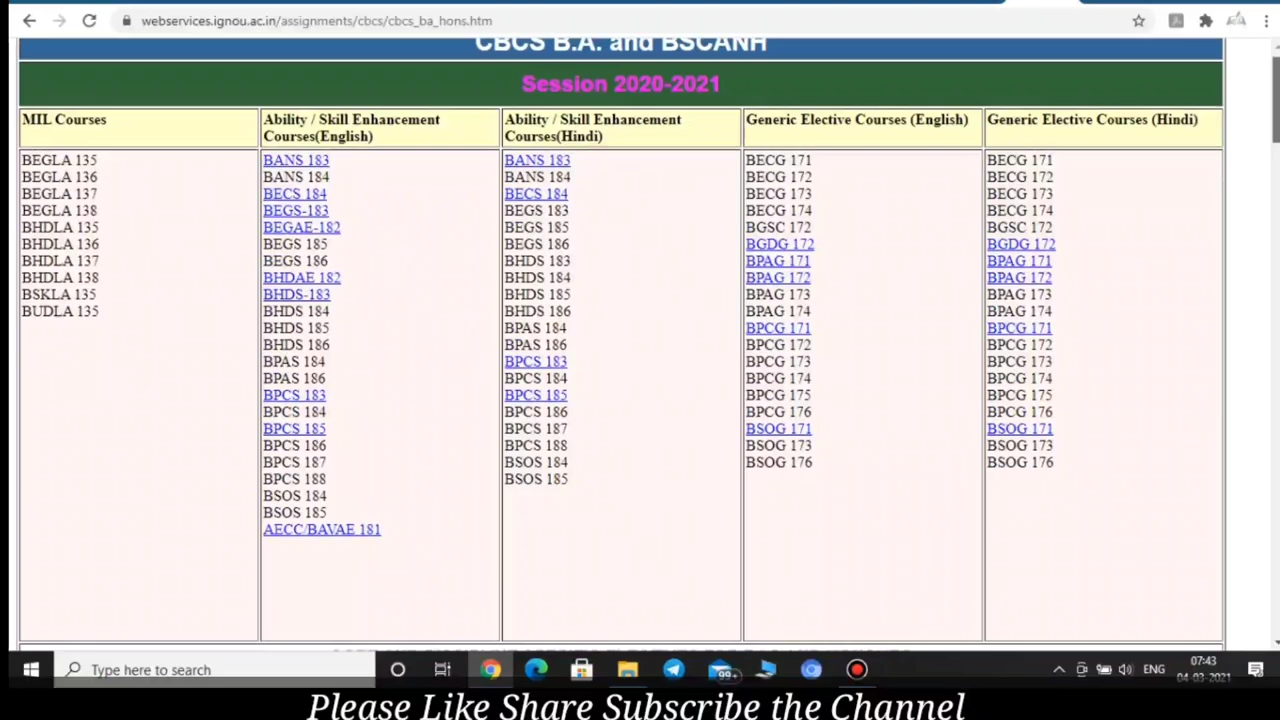 webservices.ignou.ac.in/assignments/cbcs/cbcs_ba_hons.htm
CBCS B.A. and BSCANH
Session 2020-2021
MIL Courses
BEGLA 135
BEGLA 136
BEGLA 137
BEGLA 138
BHDLA 135
BHDLA 136
BHDLA 137
BHDLA 138
BSKLA 135
BUDLA 135
Ability / Skill Enhancement
Courses(English)
BANS 183
BANS 184
BECS 184
BEGS-183
BEGAE-182
BEGS 185
BEGS 186
BHDAE 182
BHDS-183
BHDS 184
BHDS 185
BHDS 186
BPAS 184
BPAS 186
BPCS 183
BPCS 184
BPCS 185
BPCS 186
BPCS 187
BPCS 188
BSOS 184
BSOS 185
AECC/BAVAE 181
Ability / Skill Enhancement
Courses(Hindi)
BANS 183
BANS 184
BECS 184
BEGS 183
BEGS 185
BEGS 186
BHDS 183
BHDS 184
BHDS 185
BHDS 186
BPAS 184
BPAS 186
BPCS 183
BPCS 184
BPCS 185
BPCS 186
BPCS 187
BPCS 188
BSOS 184
BSOS 185
Generic Elective Courses (English)
BECG 171
BECG 172
BECG 173
BECG 174
BGSC 172
BGDG 172
BPAG 171
BPAG 172
BPAG 173
BPAG 174
BPCG 171
BPCG 172
BPCG 173
BPCG 174
BPCG 175
BPCG 176
BSOG 171
BSOG 173
BSOG 176
Generic Elective Courses (Hindi)
BECG 171
BECG 172
BECG 173
BECG 174
BGSC 172
BGDG 172
BPAG 171
BPAG 172
BPAG 173
BPAG 174
BPCG 171
BPCG 172
BPCG 173
BPCG 174
BPCG 175
BPCG 176
BSOG 171
BSOG 173
BSOG 176
Type here to search
99+
ENG
07:43
04-03-2021
Please Like Share Subscribe the Channel